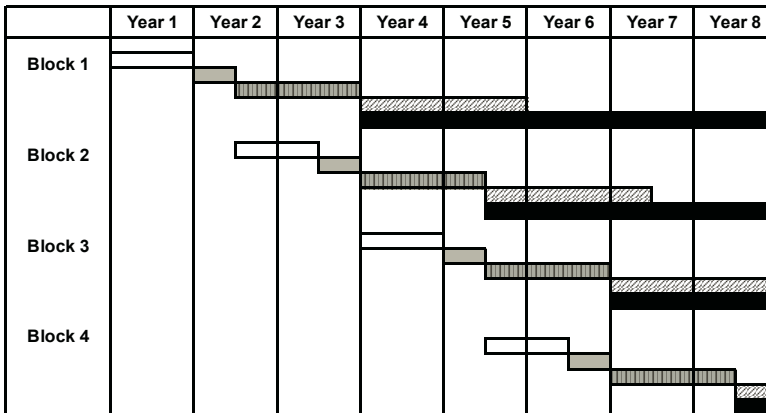 Year 1 Year 2 Year 3 Year 4 Year 5 Year 6 Year 7 Year 8
Block 1
Block 2
Block 3
Block 4